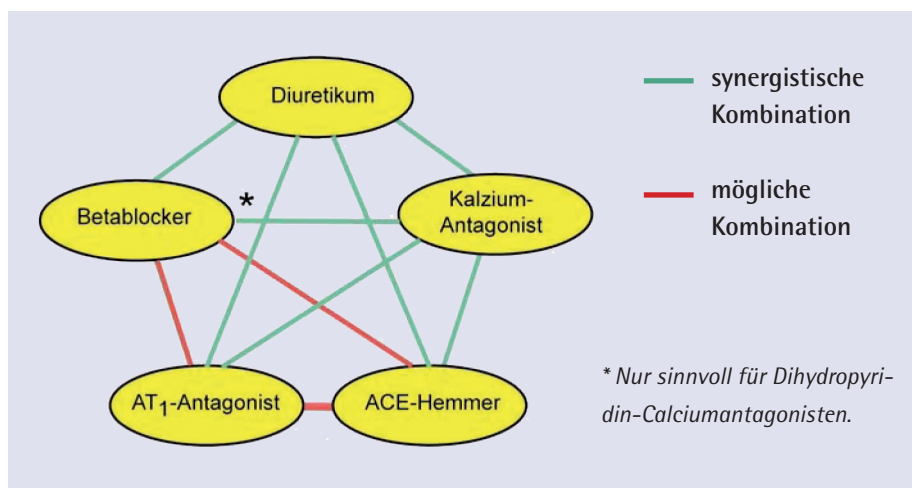 Diuretikum
Betablocker
*
Kalzium-
Antagonist
AT₁-Antagonist
ACE-Hemmer
synergistische
Kombination
mögliche
Kombination
* Nur sinnvoll für Dihydropyri-
din-Calciumantagonisten.